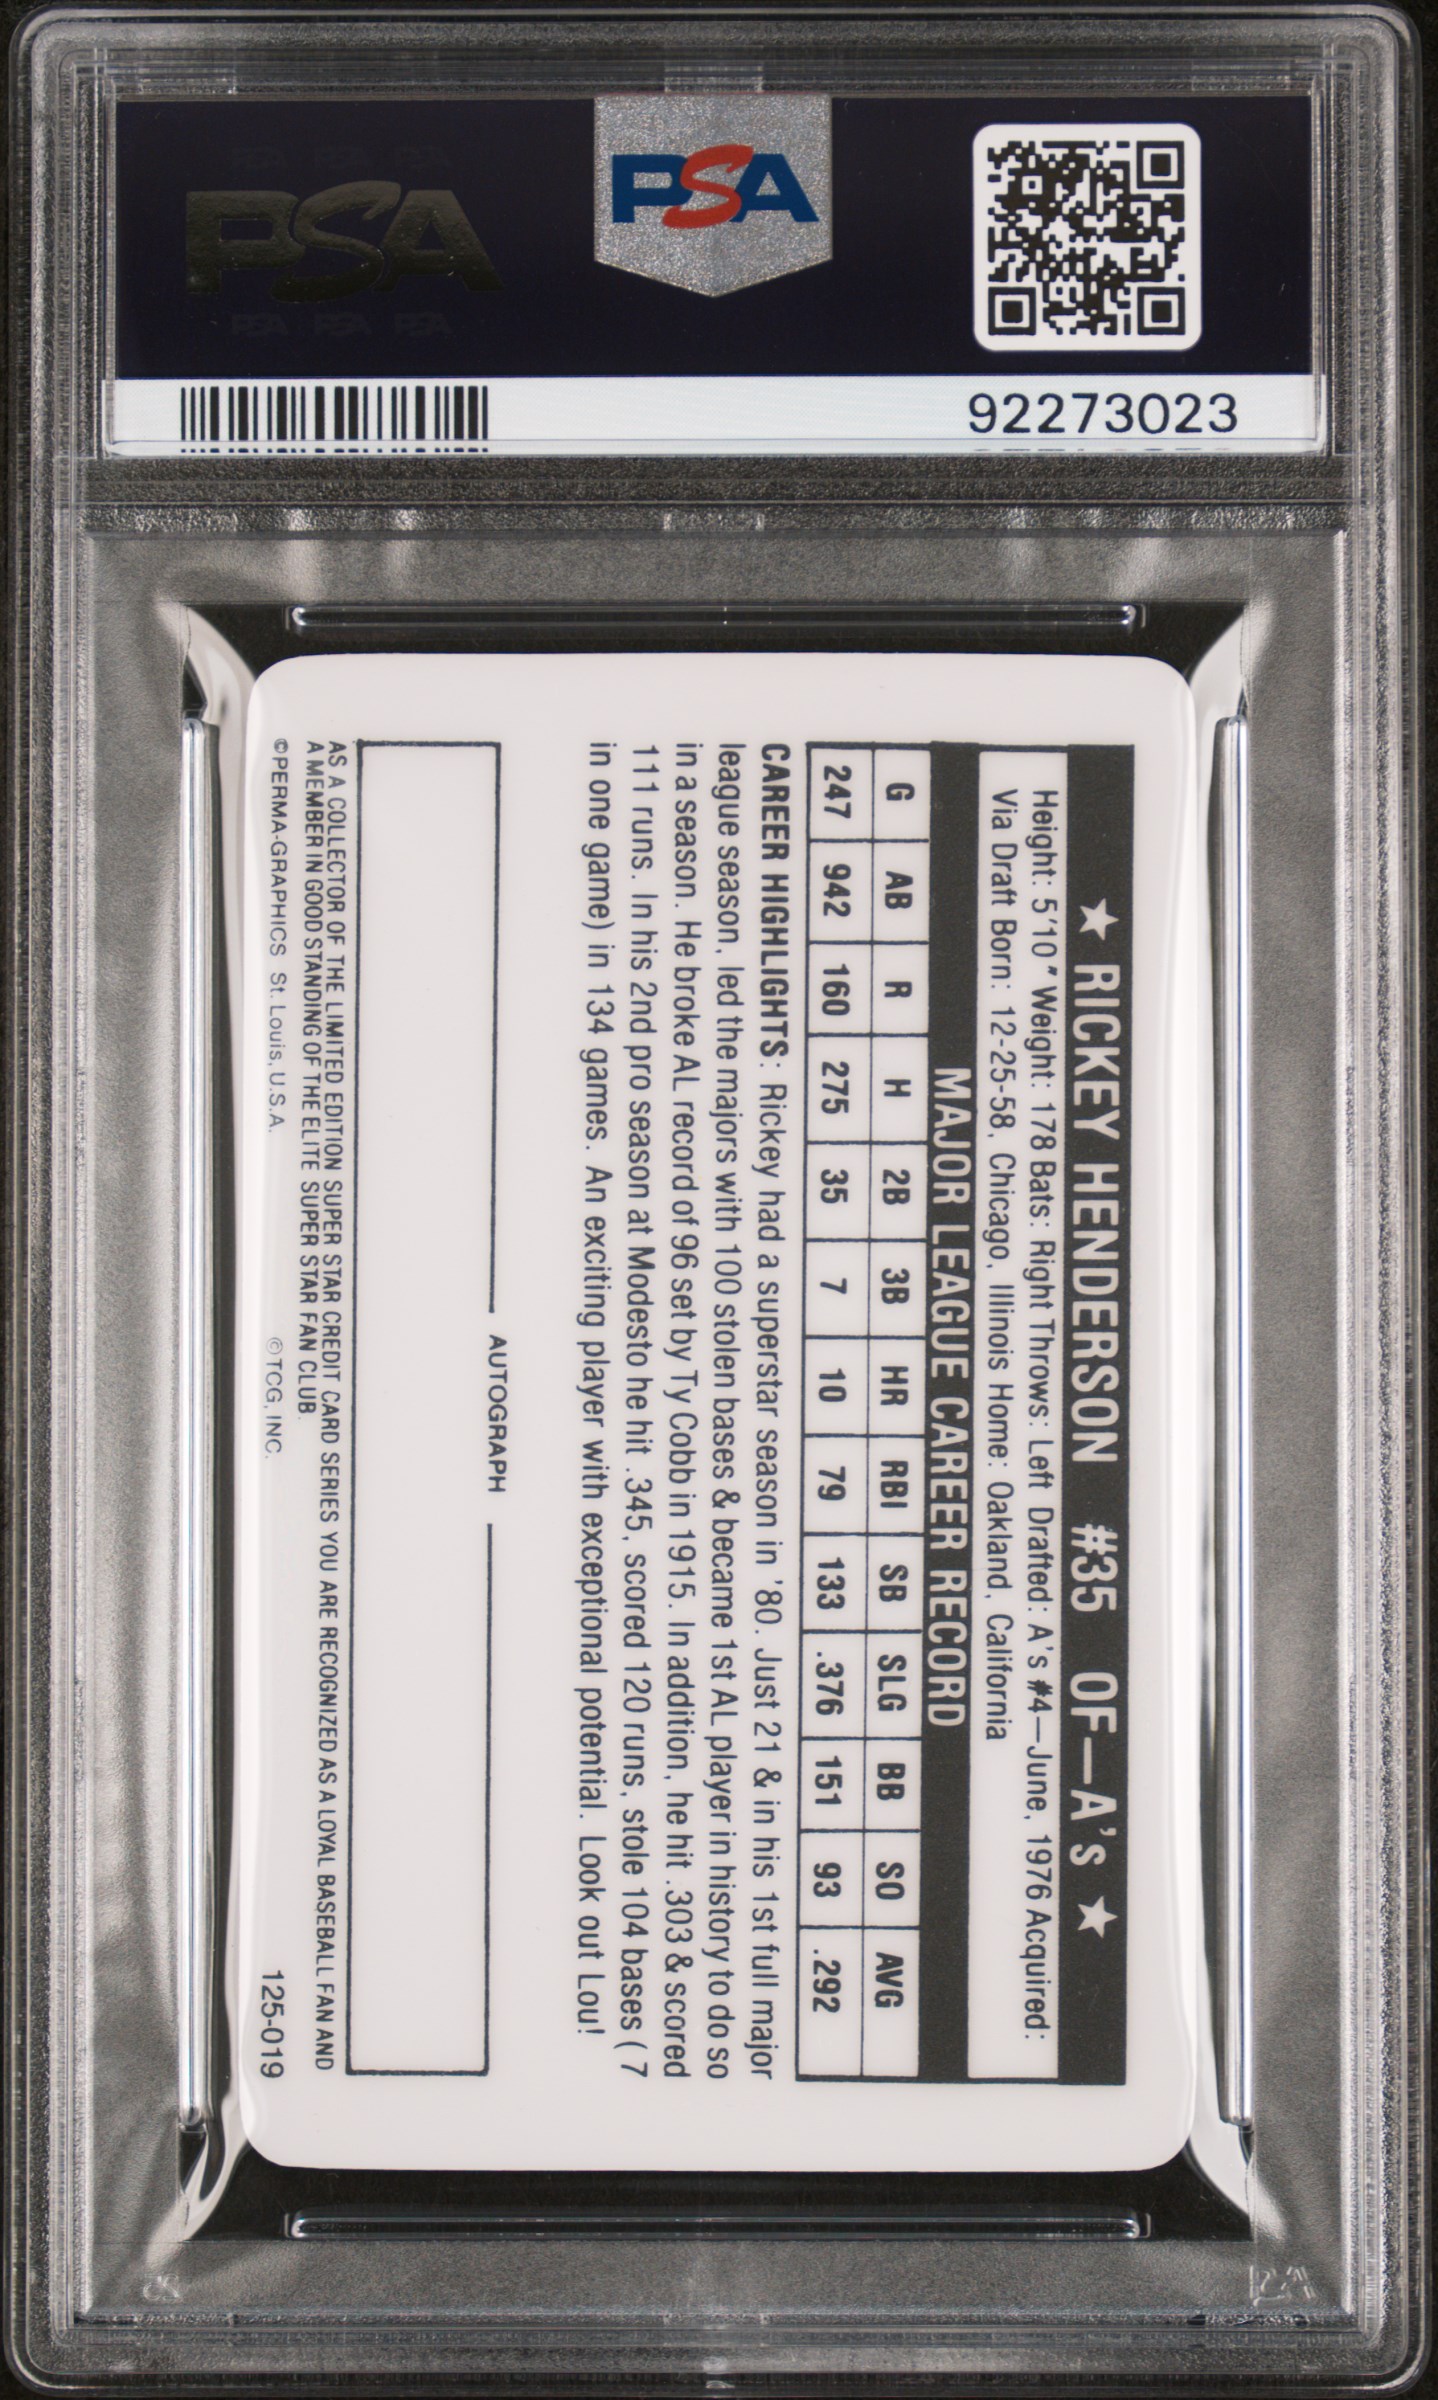 PSA
PSA
PSA PSA PSA
92273023
★ RICKEY HENDERSON #35 OF—A's ★
Height: 5'10" Weight: 178 Bats: Right Throws: Left Drafted: A's #4—June, 1976 Acquired:
Via Draft Born: 12-25-58, Chicago, Illinois Home: Oakland, California
MAJOR LEAGUE CAREER RECORD
G AB R H 2B 3B HR RBI SB SLG BB SO AVG
247 942 160 275 35 7 10 79 133 .376 151 93 .292
CAREER HIGHLIGHTS: Rickey had a superstar season in '80. Just 21 & in his 1st full major
league season, led the majors with 100 stolen bases & became 1st AL player in history to do so
in a season. He broke AL record of 96 set by Ty Cobb in 1915. In addition, he hit .303 & scored
111 runs. In his 2nd pro season at Modesto he hit .345, scored 120 runs, stole 104 bases ( 7
in one game) in 134 games. An exciting player with exceptional potential. Look out Lou!
AUTOGRAPH
AS A COLLECTOR OF THE LIMITED EDITION SUPER STAR CREDIT CARD SERIES YOU ARE RECOGNIZED AS A LOYAL BASEBALL FAN AND
A MEMBER IN GOOD STANDING OF THE ELITE SUPER STAR FAN CLUB.
©PERMA-GRAPHICS St. Louis, U.S.A. ©TCG, INC. 125-019